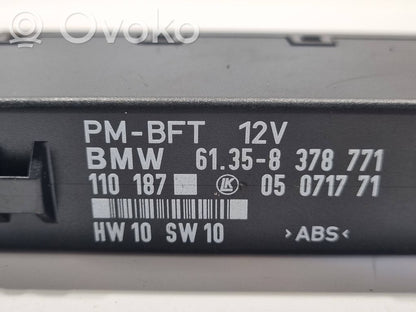 Ovoko
PM-BFT 12V
BMW 61.35-8 378 771
110 187 LK 05 0717 71
HW 10 SW 10 >ABS<